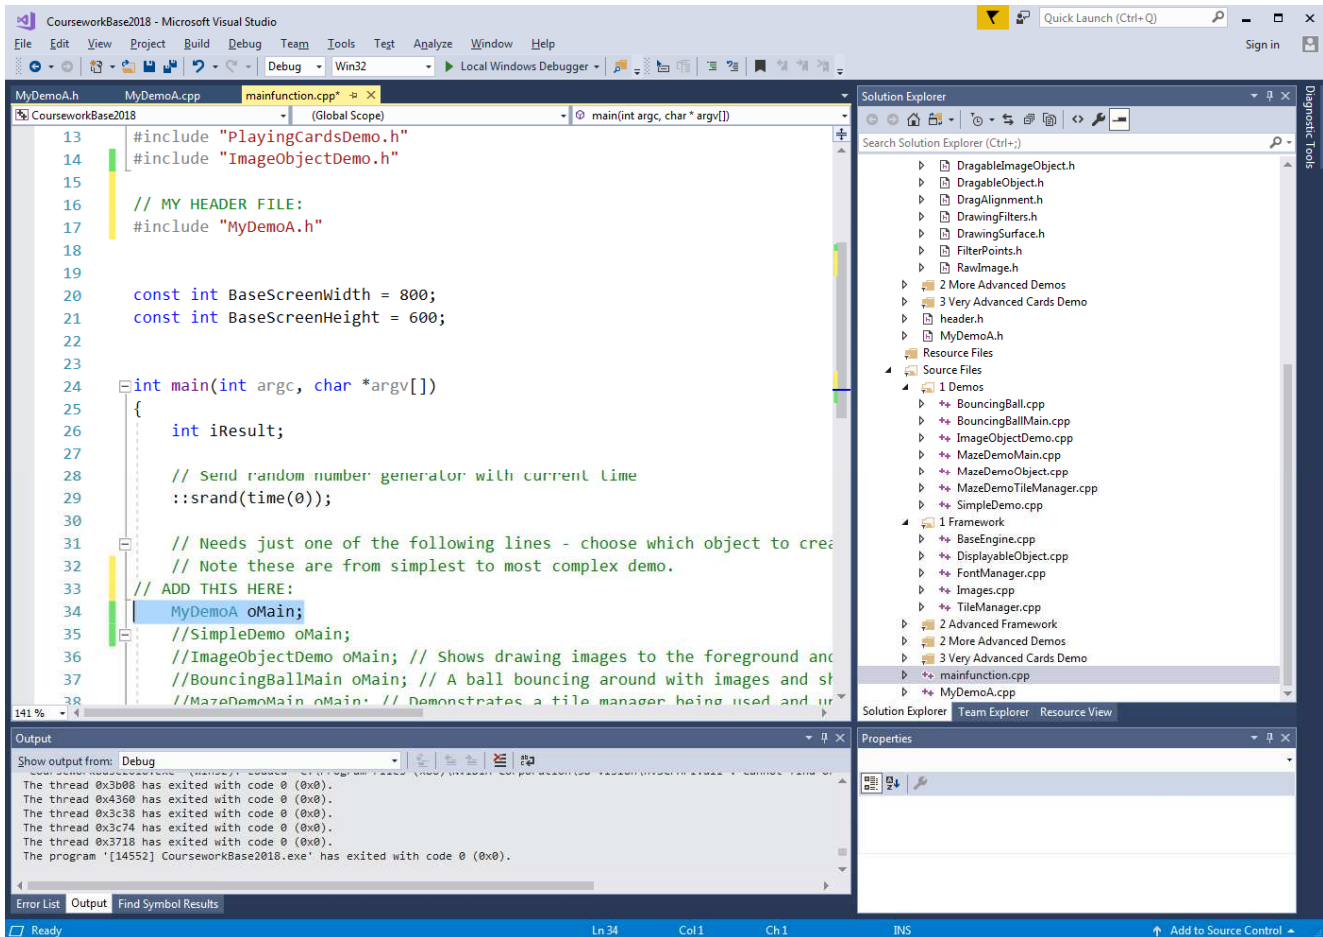 CourseworkBase2018 - Microsoft Visual Studio
Quick Launch (Ctrl+Q)
File Edit View Project Build Debug Team Tools Test Analyze Window Help
Sign in
Debug Win32 Local Windows Debugger
MyDemoA.h MyDemoA.cpp mainfunction.cpp*
CourseworkBase2018 (Global Scope) main(int argc, char * argv[])
13 #include "PlayingCardsDemo.h"
14 #include "ImageObjectDemo.h"
15
16 // MY HEADER FILE:
17 #include "MyDemoA.h"
18
19
20 const int BaseScreenWidth = 800;
21 const int BaseScreenHeight = 600;
22
23
24 int main(int argc, char *argv[])
25 {
26 int iResult;
27
28 // Send random number generator with current time
29 ::srand(time(0));
30
31 // Needs just one of the following lines - choose which object to crea
32 // Note these are from simplest to most complex demo.
33 // ADD THIS HERE:
34 MyDemoA oMain;
35 //SimpleDemo oMain;
36 //ImageObjectDemo oMain; // Shows drawing images to the foreground and
37 //BouncingBallMain oMain; // A ball bouncing around with images and sh
38 //MazeDemoMain oMain; // Demonstrates a tile manager being used and ur
141 %
Solution Explorer
Search Solution Explorer (Ctrl+;)
DragableImageObject.h
DragableObject.h
DragAlignment.h
DrawingFilters.h
DrawingSurface.h
FilterPoints.h
RawImage.h
2 More Advanced Demos
3 Very Advanced Cards Demo
header.h
MyDemoA.h
Resource Files
Source Files
1 Demos
BouncingBall.cpp
BouncingBallMain.cpp
ImageObjectDemo.cpp
MazeDemoMain.cpp
MazeDemoObject.cpp
MazeDemoTileManager.cpp
SimpleDemo.cpp
1 Framework
BaseEngine.cpp
DisplayableObject.cpp
FontManager.cpp
Images.cpp
TileManager.cpp
2 Advanced Framework
2 More Advanced Demos
3 Very Advanced Cards Demo
mainfunction.cpp
MyDemoA.cpp
Solution Explorer Team Explorer Resource View
Diagnostic Tools
Output
Show output from: Debug
The thread 0x3b08 has exited with code 0 (0x0).
The thread 0x4360 has exited with code 0 (0x0).
The thread 0x3c38 has exited with code 0 (0x0).
The thread 0x3c74 has exited with code 0 (0x0).
The thread 0x3718 has exited with code 0 (0x0).
The program '[14552] CourseworkBase2018.exe' has exited with code 0 (0x0).
Error List Output Find Symbol Results
Properties
Ready Ln 34 Col 1 Ch 1 INS Add to Source Control